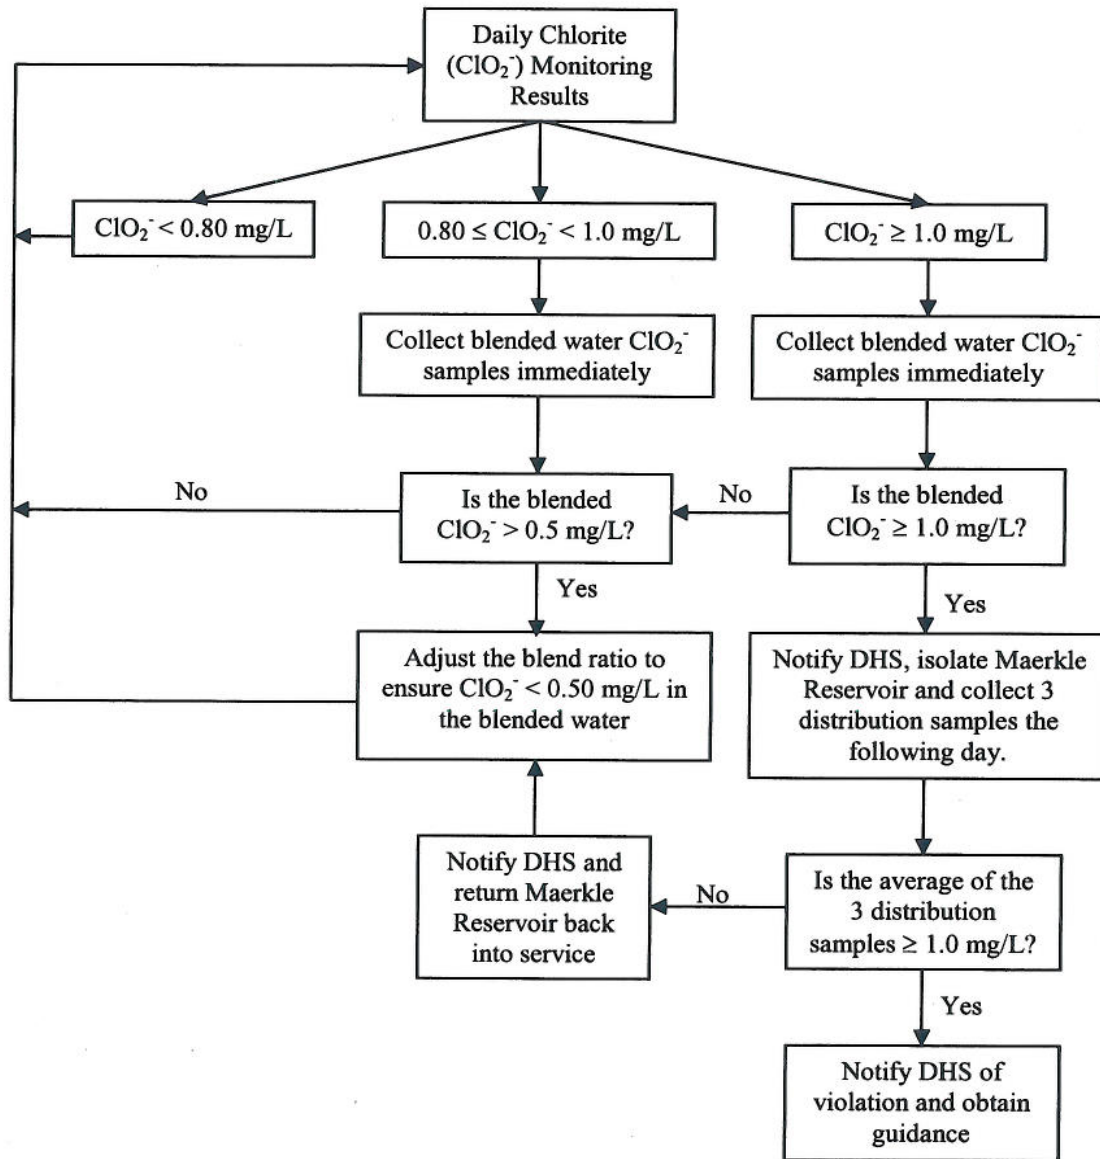 Daily Chlorite
(ClO₂⁻) Monitoring
Results
ClO₂⁻ < 0.80 mg/L
0.80 ≤ ClO₂⁻ < 1.0 mg/L
ClO₂⁻ ≥ 1.0 mg/L
Collect blended water ClO₂⁻
samples immediately
Collect blended water ClO₂⁻
samples immediately
No
Is the blended
ClO₂⁻ > 0.5 mg/L?
No
Is the blended
ClO₂⁻ ≥ 1.0 mg/L?
Yes
Yes
Adjust the blend ratio to
ensure ClO₂⁻ < 0.50 mg/L in
the blended water
Notify DHS, isolate Maerkle
Reservoir and collect 3
distribution samples the
following day.
Notify DHS and
return Maerkle
Reservoir back
into service
No
Is the average of the
3 distribution
samples ≥ 1.0 mg/L?
Yes
Notify DHS of
violation and obtain
guidance